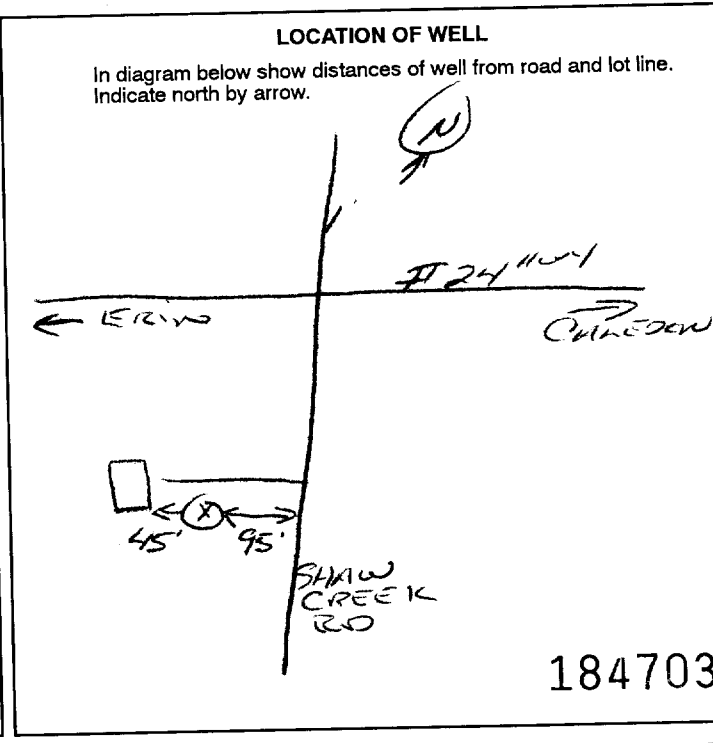 LOCATION OF WELL
In diagram below show distances of well from road and lot line.
Indicate north by arrow.
N
# 24 HWY
ERIN
CALEDON
X
45' 95'
SHAW
CREEK
RD
184703